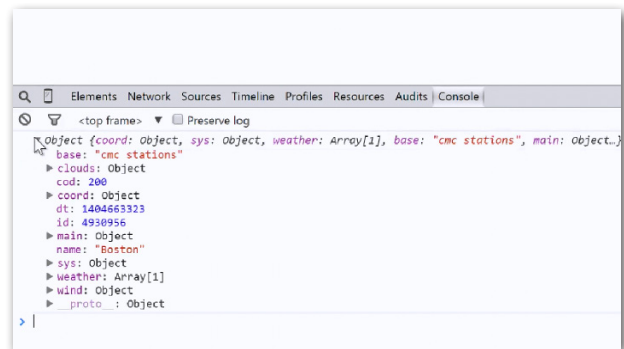 Elements Network Sources Timeline Profiles Resources Audits Console
<top frame> ▼ Preserve log
Object {coord: Object, sys: Object, weather: Array[1], base: "cmc stations", main: Object…}
base: "cmc stations"
clouds: Object
cod: 200
coord: Object
dt: 1404663323
id: 4930956
main: Object
name: "Boston"
sys: Object
weather: Array[1]
wind: Object
__proto__: Object
>